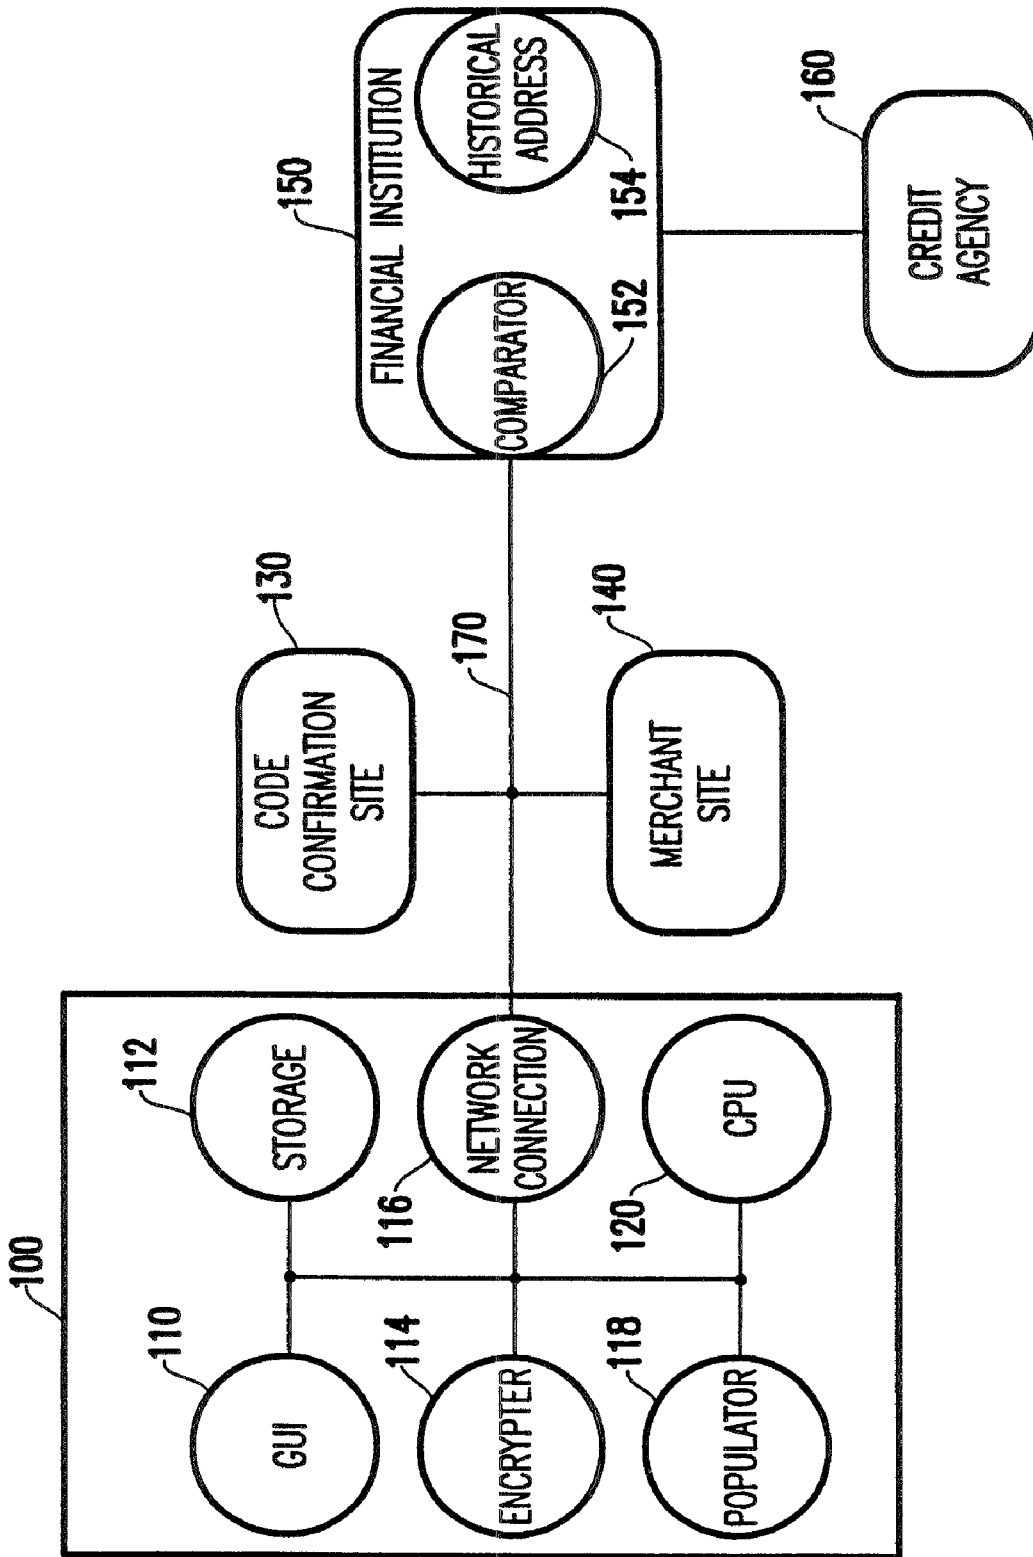 100
110
GUI
112
STORAGE
114
ENCRYPTER
116
NETWORK
CONNECTION
118
POPULATOR
120
CPU
130
CODE
CONFIRMATION
SITE
170
140
MERCHANT
SITE
150
FINANCIAL INSTITUTION
COMPARATOR
152
HISTORICAL
ADDRESS
154
160
CREDIT
AGENCY